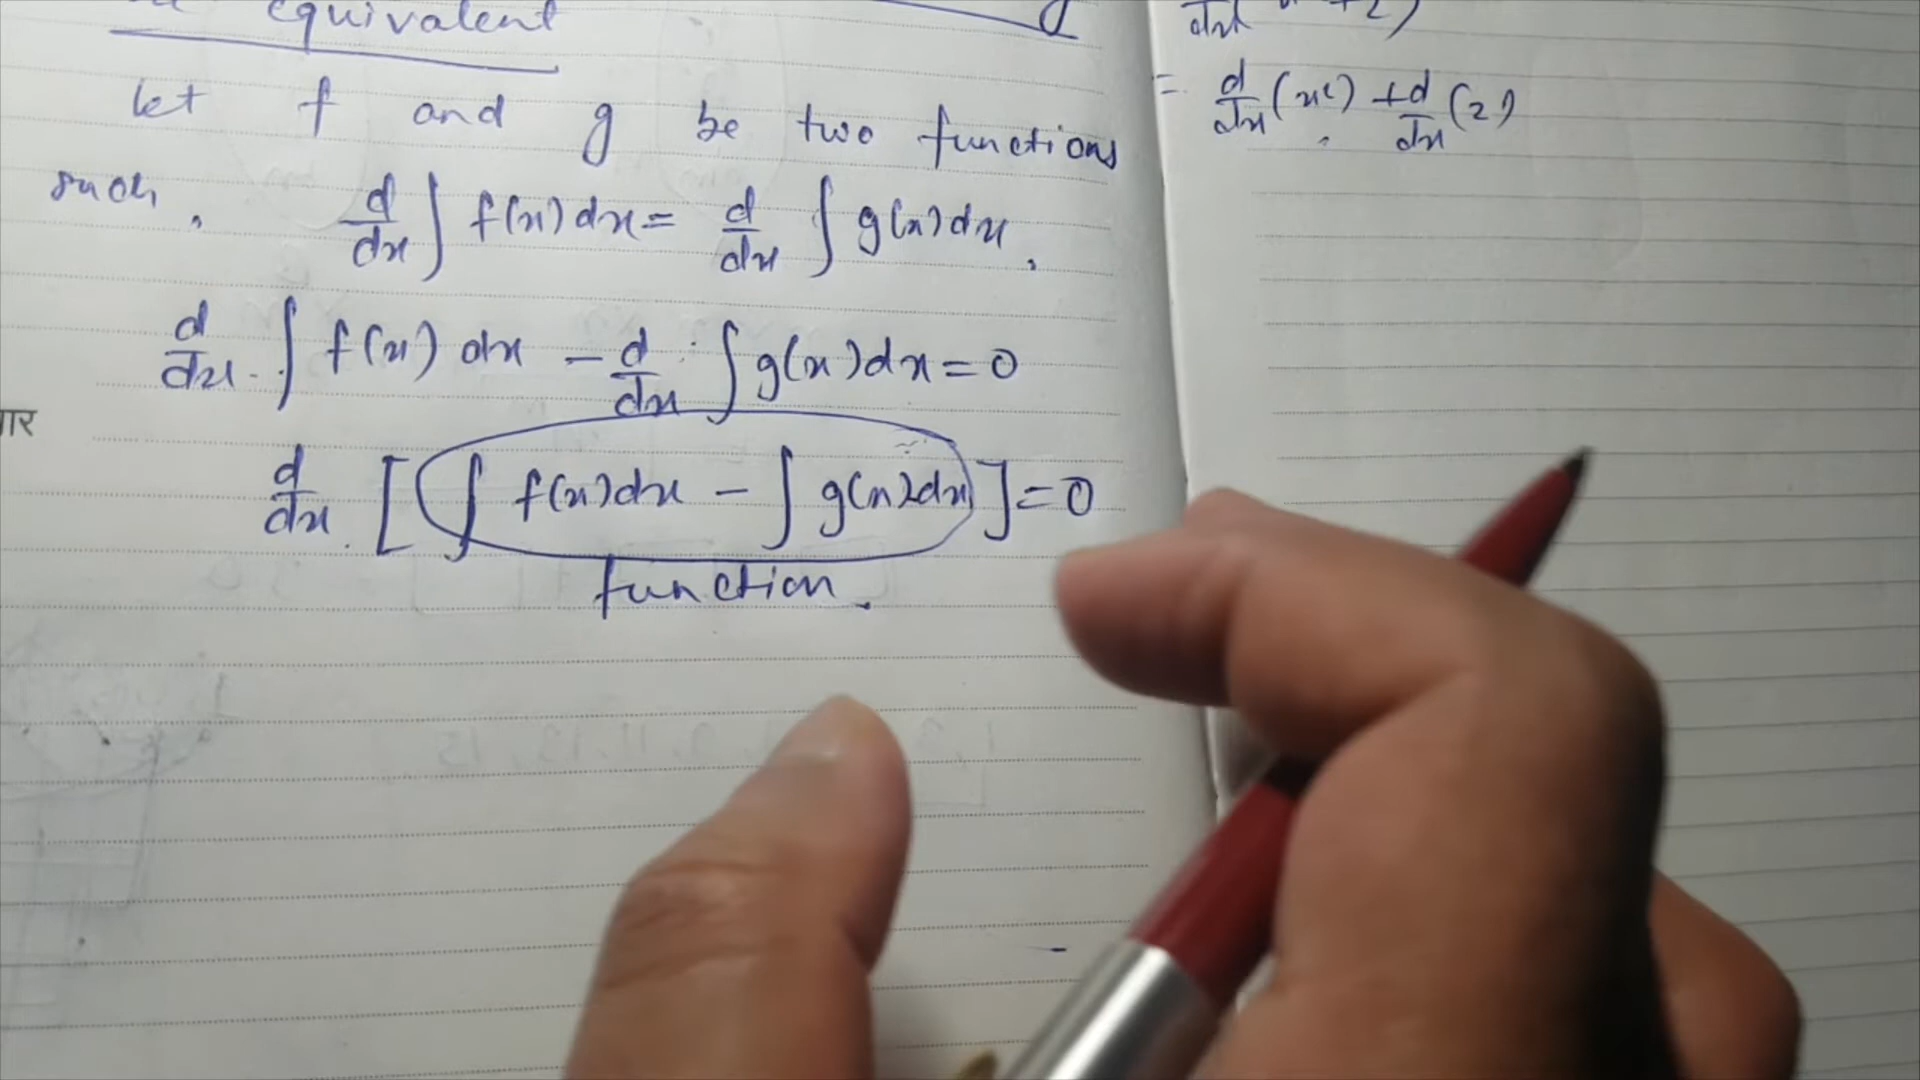 equivalent
let f and g be two functions
such, d/dx ∫ f(x) dx = d/dx ∫ g(x) dx,
d/dx ∫ f(x) dx - d/dx ∫ g(x) dx = 0
d/dx [ ∫ f(x) dx - ∫ g(x) dx ] = 0
function.
= d/dx (x²) + d/dx (2)